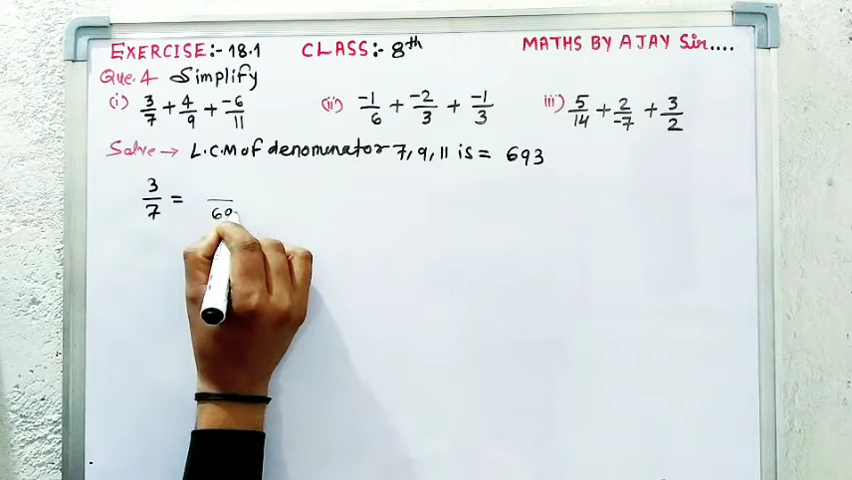 EXERCISE:- 18.1 CLASS:- 8th MATHS BY AJAY Sir....
Que. 4 Simplify
(i) 3/7 + 4/9 + -6/11 (ii) -1/6 + -2/3 + -1/3 iii) 5/14 + 2/-7 + 3/2
Solve → L.C.M of denominator 7, 9, 11 is = 693
3/7 = /69